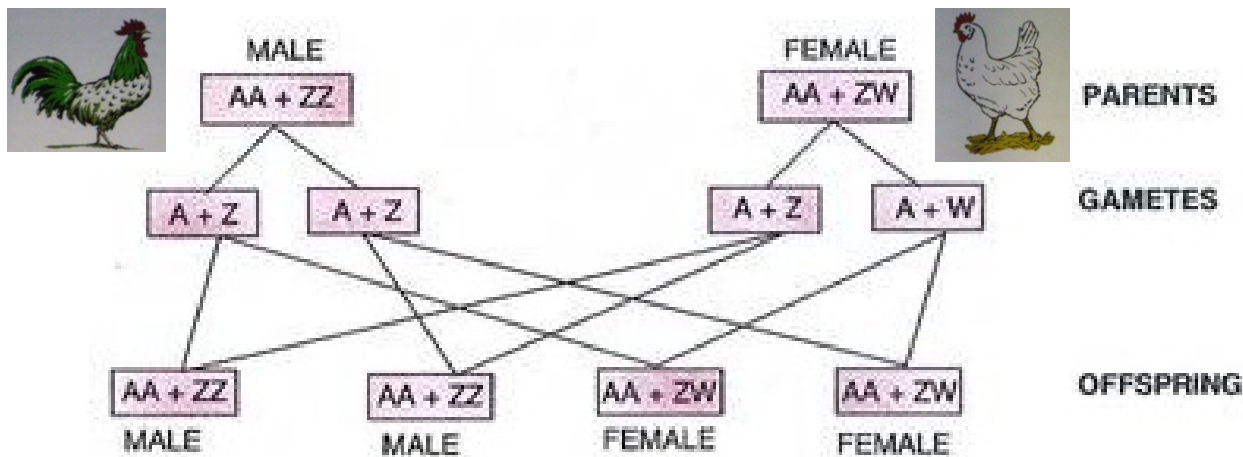 MALE FEMALE
AA + ZZ AA + ZW PARENTS
A + Z A + Z A + Z A + W GAMETES
AA + ZZ AA + ZZ AA + ZW AA + ZW OFFSPRING
MALE MALE FEMALE FEMALE